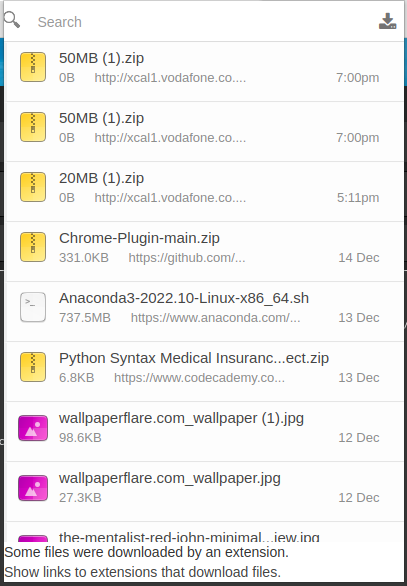 Search
50MB (1).zip
0B http://xcal1.vodafone.co....
7:00pm
50MB (1).zip
0B http://xcal1.vodafone.co....
7:00pm
20MB (1).zip
0B http://xcal1.vodafone.co....
5:11pm
Chrome-Plugin-main.zip
331.0KB https://github.com/...
14 Dec
Anaconda3-2022.10-Linux-x86_64.sh
737.5MB https://www.anaconda.com/...
13 Dec
Python Syntax Medical Insuranc...ect.zip
6.8KB https://www.codecademy.co...
13 Dec
wallpaperflare.com_wallpaper (1).jpg
98.6KB
12 Dec
wallpaperflare.com_wallpaper.jpg
27.3KB
12 Dec
the-mentalist-red-john-minimal...iew.jpg
Some files were downloaded by an extension.
Show links to extensions that download files.